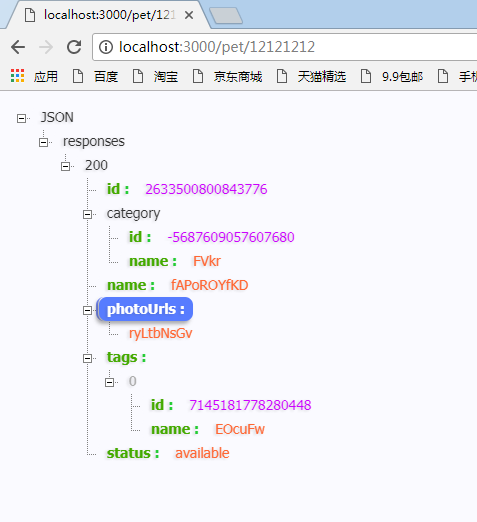 localhost:3000/pet/121
localhost:3000/pet/12121212
应用 百度 淘宝 京东商城 天猫精选 9.9包邮 手机
JSON
responses
200
id : 2633500800843776
category
id : -5687609057607680
name : FVkr
name : fAPoROYfKD
photoUrls :
ryLtbNsGv
tags :
0
id : 7145181778280448
name : EOcuFw
status : available